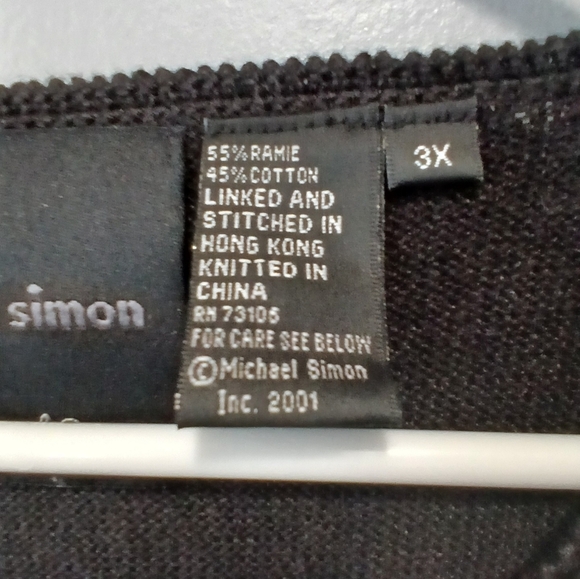 simon
55%RAMIE
45%COTTON
LINKED AND
STITCHED IN
HONG KONG
KNITTED IN
CHINA
RN 73106
FOR CARE SEE BELOW
©Michael Simon
Inc. 2001
3X